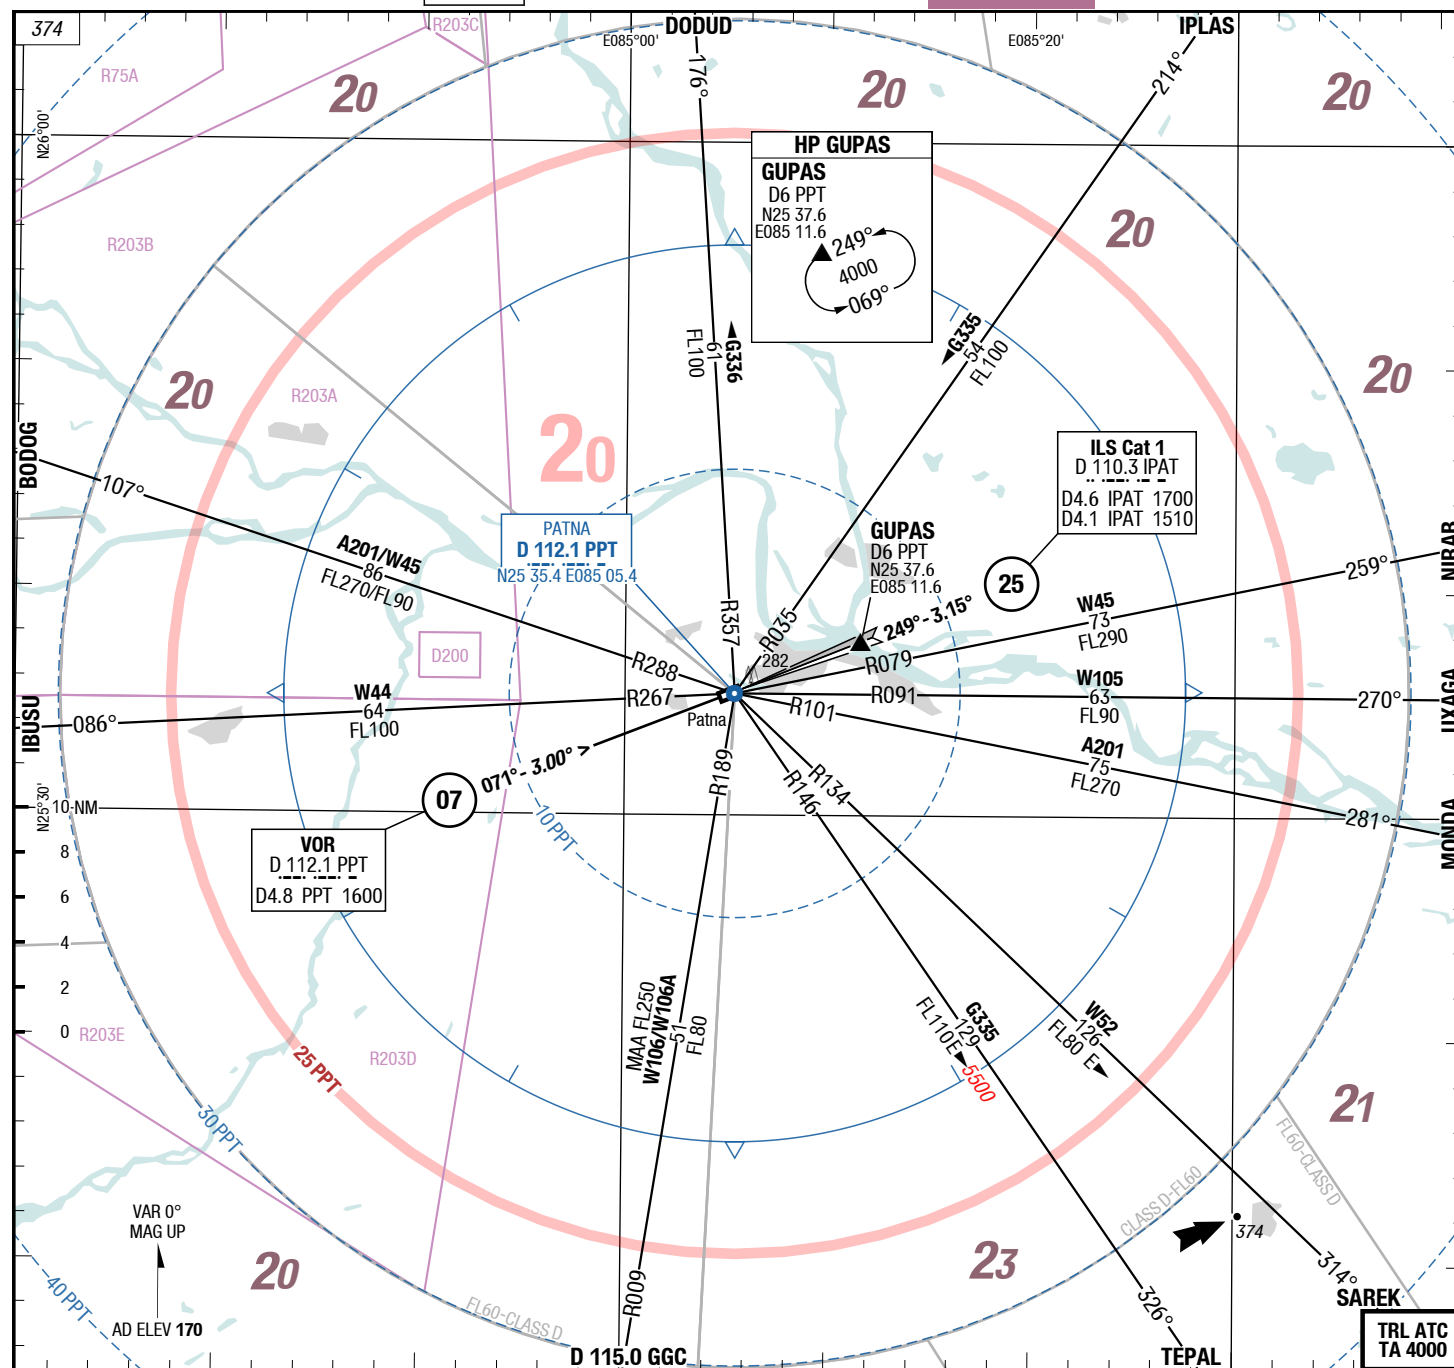 374
DODUD
IPLAS
R203C
E085°00'
E085°20'
R75A
20
20
20
176°
214°
N26°00'
HP GUPAS
GUPAS
D6 PPT
N25 37.6
E085 11.6
249°
4000
069°
R203B
20
G336
61
FL100
G335
54
FL100
20
R203A
20
20
BODOG
107°
ILS Cat 1
D 110.3 IPAT
D4.6 IPAT 1700
D4.1 IPAT 1510
PATNA
D 112.1 PPT
N25 35.4 E085 05.4
GUPAS
D6 PPT
N25 37.6
E085 11.6
A201/W45
86
FL270/FL90
25
NIRAB
259°
W45
73
FL290
R357
R035
249° - 3.15°
282
R079
D200
R288
IBUSU
086°
W44
64
FL100
R267
Patna
R091
W105
63
FL90
270°
UXAGA
R101
A201
75
FL270
281°
MONDA
071° - 3.00° >
R189
R146
R134
07
N25°30'
10 NM
8
6
4
2
0
10 PPT
VOR
D 112.1 PPT
D4.8 PPT 1600
MAA FL250
W106/W106A
51
FL80
G335
129
FL110E
5500
W52
126
FL80 E
R203E
R203D
25 PPT
30 PPT
21
FL60-CLASS D
CLASS D-FL60
VAR 0°
MAG UP
AD ELEV 170
40 PPT
20
23
374
FL60-CLASS D
R009
326°
314°
SAREK
D 115.0 GGC
TEPAL
TRL ATC
TA 4000